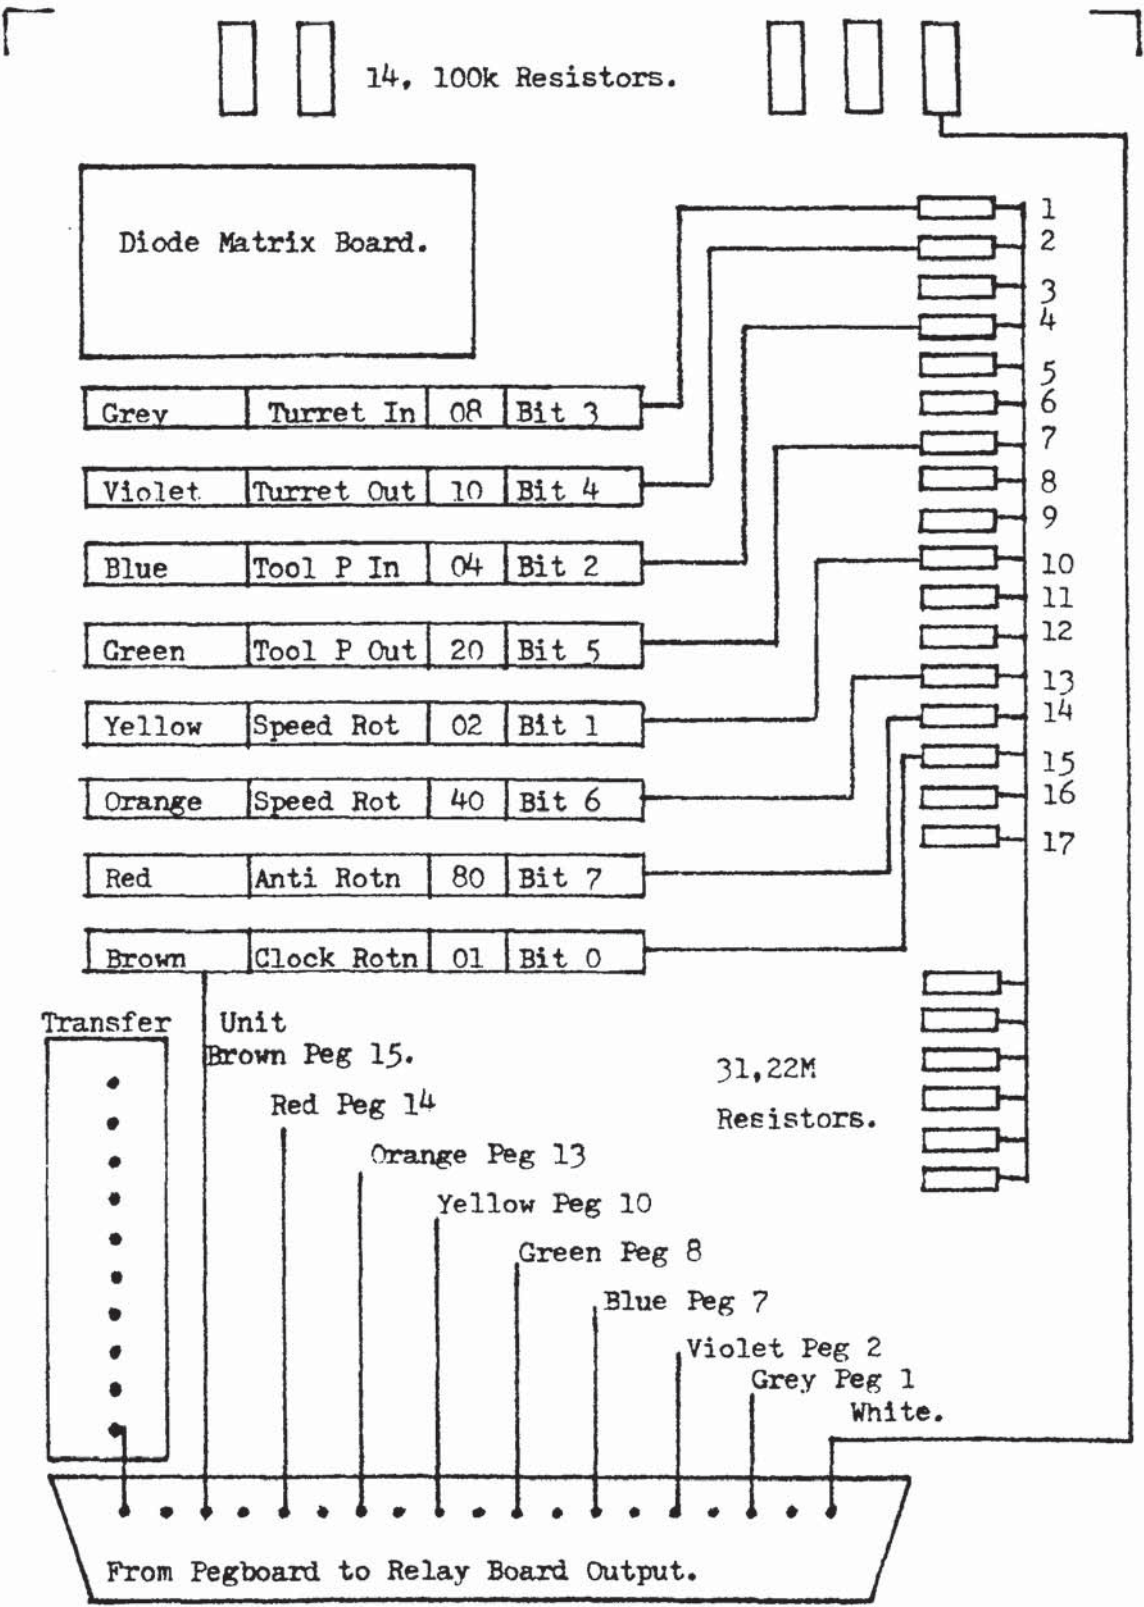 14, 100k Resistors.
Diode Matrix Board.
1
2
3
4
5
6
7
8
9
10
11
12
13
14
15
16
17
Grey Turret In 08 Bit 3
Violet Turret Out 10 Bit 4
Blue Tool P In 04 Bit 2
Green Tool P Out 20 Bit 5
Yellow Speed Rot 02 Bit 1
Orange Speed Rot 40 Bit 6
Red Anti Rotn 80 Bit 7
Brown Clock Rotn 01 Bit 0
Transfer Unit
Brown Peg 15.
Red Peg 14
Orange Peg 13
Yellow Peg 10
Green Peg 8
Blue Peg 7
Violet Peg 2
Grey Peg 1
White.
31,22M
Resistors.
From Pegboard to Relay Board Output.